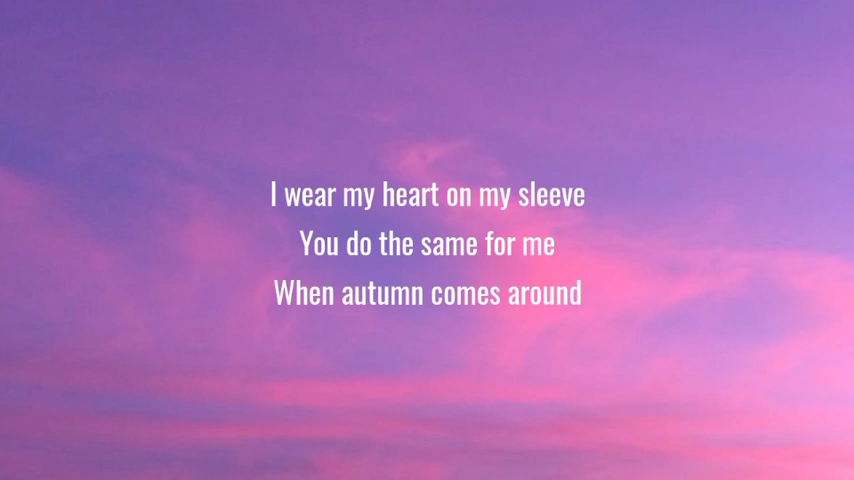 I wear my heart on my sleeve
You do the same for me
When autumn comes around